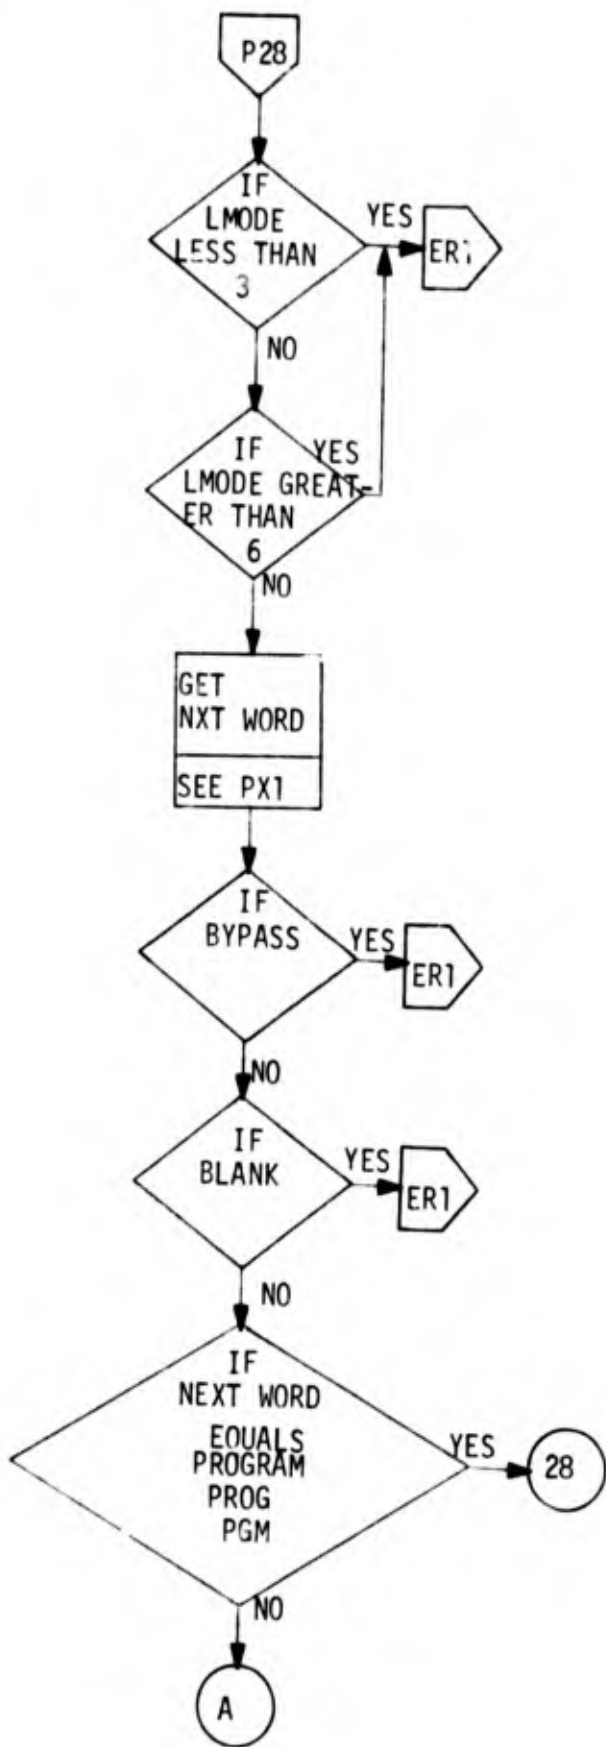 P28
IF
LMODE
LESS THAN
3
YES
ER1
NO
IF
YES
LMODE GREAT-
ER THAN
6
NO
GET
NXT WORD
SEE PX1
IF
BYPASS
YES
ER1
NO
IF
BLANK
YES
ER1
NO
IF
NEXT WORD
EQUALS
PROGRAM
PROG
PGM
YES
28
NO
A